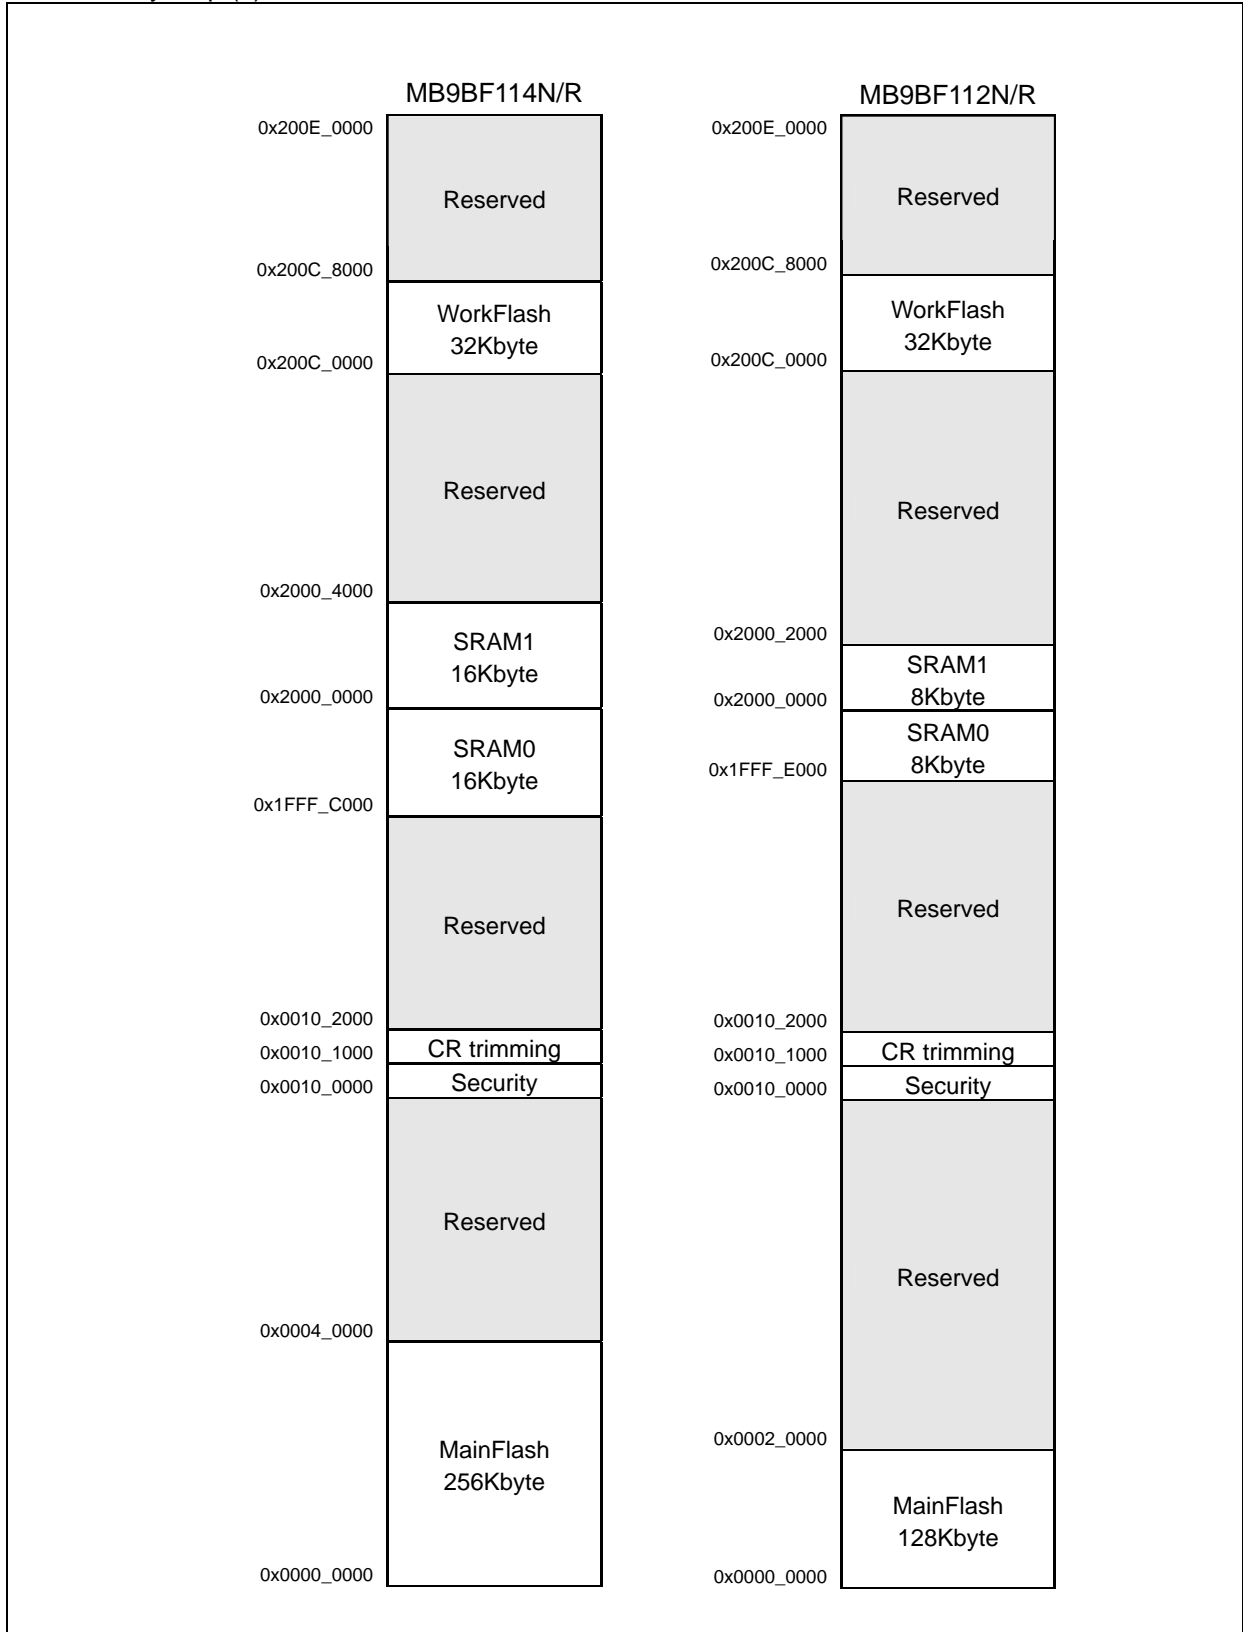 MB9BF114N/R
0x200E_0000
Reserved
0x200C_8000
WorkFlash
32Kbyte
0x200C_0000
Reserved
0x2000_4000
SRAM1
16Kbyte
0x2000_0000
SRAM0
16Kbyte
0x1FFF_C000
Reserved
0x0010_2000
CR trimming
0x0010_1000
Security
0x0010_0000
Reserved
0x0004_0000
MainFlash
256Kbyte
0x0000_0000
MB9BF112N/R
0x200E_0000
Reserved
0x200C_8000
WorkFlash
32Kbyte
0x200C_0000
Reserved
0x2000_2000
SRAM1
8Kbyte
0x2000_0000
SRAM0
8Kbyte
0x1FFF_E000
Reserved
0x0010_2000
CR trimming
0x0010_1000
Security
0x0010_0000
Reserved
0x0002_0000
MainFlash
128Kbyte
0x0000_0000